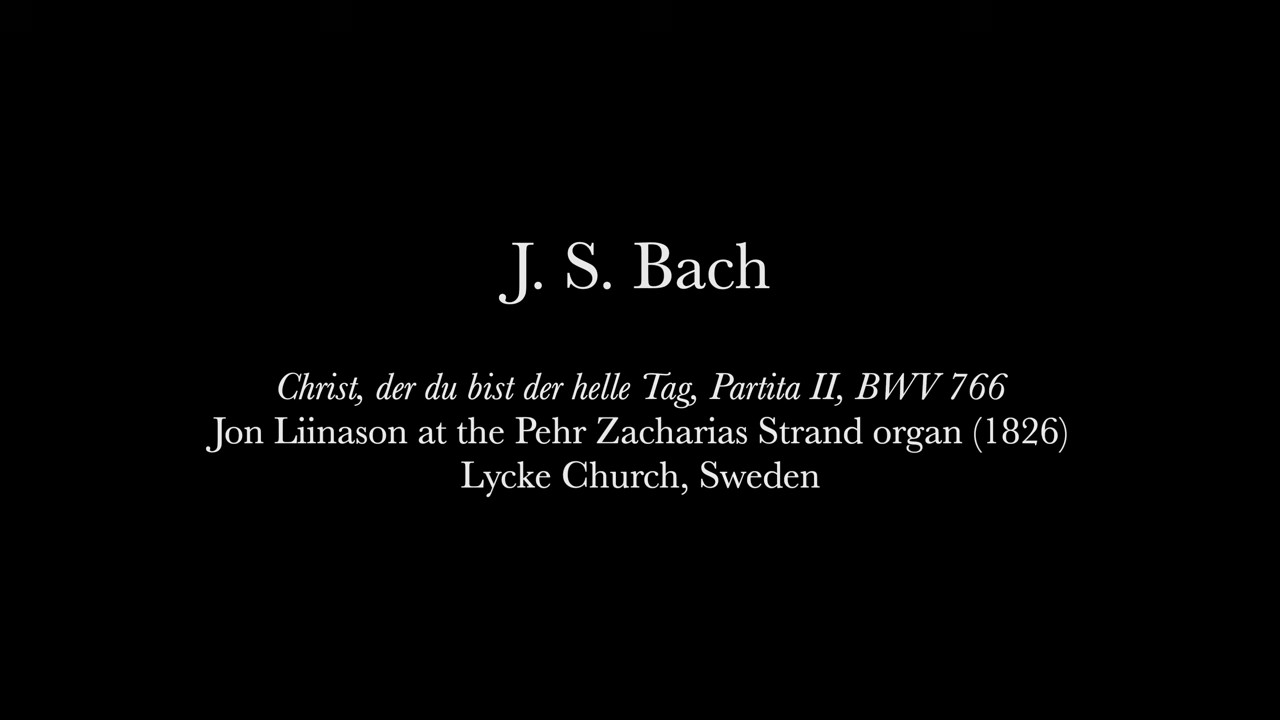 J. S. Bach
Christ, der du bist der helle Tag, Partita II, BWV 766
Jon Liinason at the Pehr Zacharias Strand organ (1826)
Lycke Church, Sweden